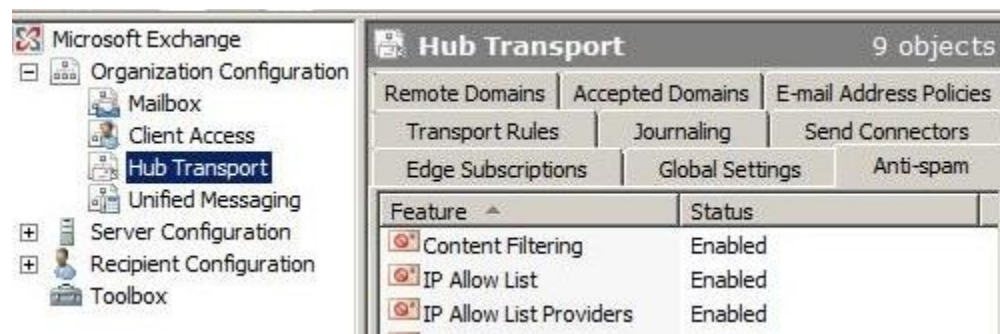 Microsoft Exchange
Organization Configuration
Mailbox
Client Access
Hub Transport
Unified Messaging
Server Configuration
Recipient Configuration
Toolbox
Hub Transport 9 objects
Remote Domains Accepted Domains E-mail Address Policies
Transport Rules Journaling Send Connectors
Edge Subscriptions Global Settings Anti-spam
Feature Status
Content Filtering Enabled
IP Allow List Enabled
IP Allow List Providers Enabled